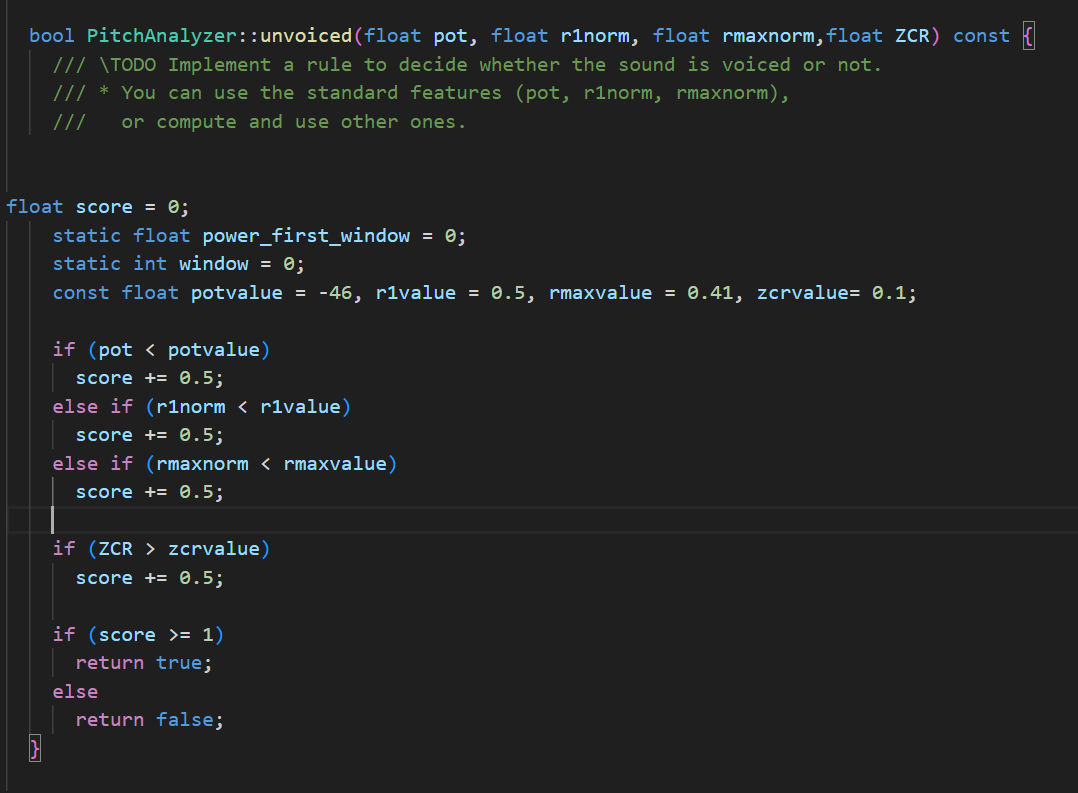 bool PitchAnalyzer::unvoiced(float pot, float r1norm, float rmaxnorm,float ZCR) const {
/// \TODO Implement a rule to decide whether the sound is voiced or not.
/// * You can use the standard features (pot, r1norm, rmaxnorm),
///   or compute and use other ones.
float score = 0;
static float power_first_window = 0;
static int window = 0;
const float potvalue = -46, r1value = 0.5, rmaxvalue = 0.41, zcrvalue= 0.1;
if (pot < potvalue)
score += 0.5;
else if (r1norm < r1value)
score += 0.5;
else if (rmaxnorm < rmaxvalue)
score += 0.5;
if (ZCR > zcrvalue)
score += 0.5;
if (score >= 1)
return true;
else
return false;
}